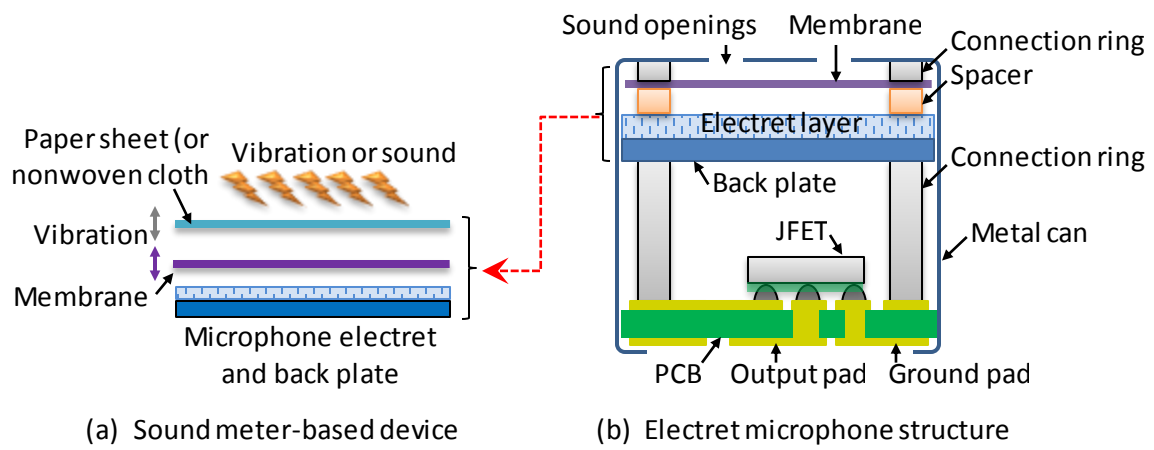 Paper sheet (or
nonwoven cloth
Vibration or sound
Vibration
Membrane
Microphone electret
and back plate
(a) Sound meter-based device
Sound openings
Membrane
Connection ring
Spacer
Electret layer
Connection ring
Back plate
JFET
Metal can
PCB
Output pad
Ground pad
(b) Electret microphone structure